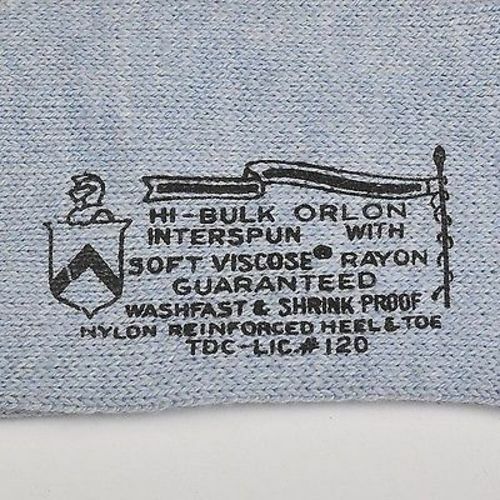 HI-BULK ORLON
INTERSPUN WITH
SOFT VISCOSE® RAYON
GUARANTEED
WASHFAST & SHRINK PROOF
NYLON REINFORCED HEEL & TOE
TDC-LIC.#120